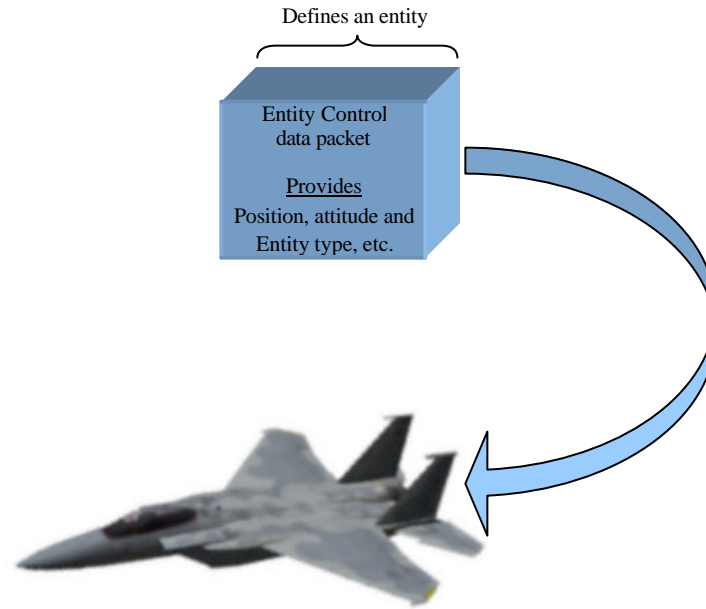 Defines an entity
Entity Control
data packet
Provides
Position, attitude and
Entity type, etc.